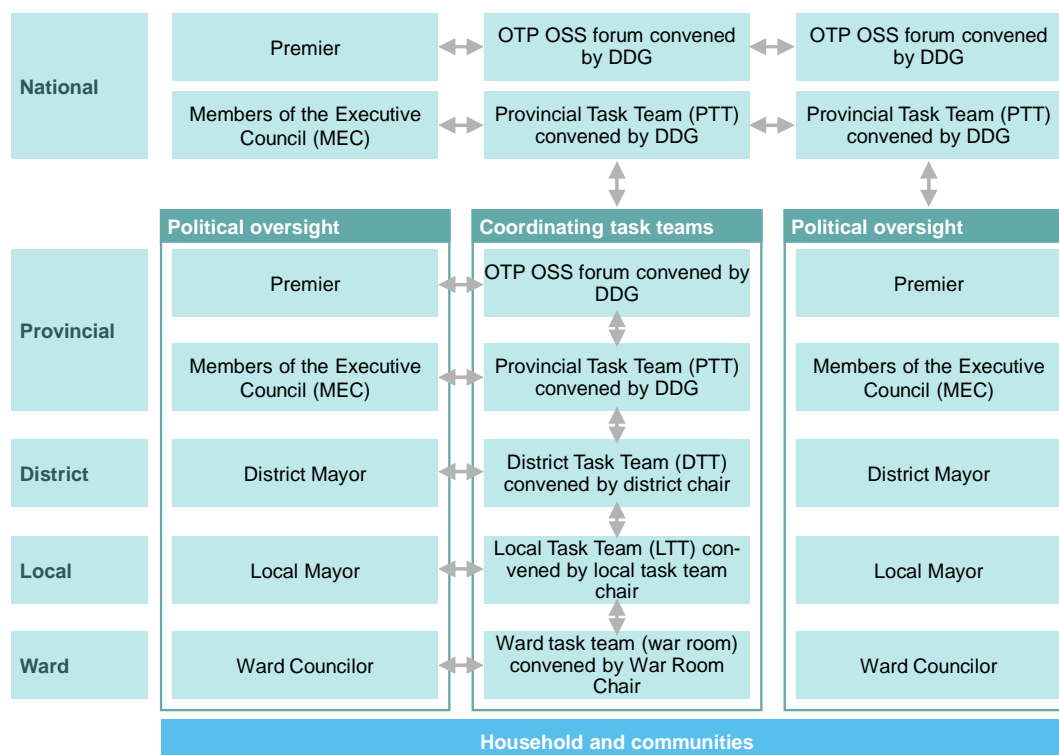 National
Premier
OTP OSS forum convened
by DDG
OTP OSS forum convened
by DDG
Members of the Executive
Council (MEC)
Provincial Task Team (PTT)
convened by DDG
Provincial Task Team (PTT)
convened by DDG
Political oversight
Coordinating task teams
Political oversight
Provincial
Premier
OTP OSS forum convened by
DDG
Premier
Members of the Executive
Council (MEC)
Provincial Task Team (PTT)
convened by DDG
Members of the Executive
Council (MEC)
District
District Mayor
District Task Team (DTT)
convened by district chair
District Mayor
Local
Local Mayor
Local Task Team (LTT) con-
vened by local task team
chair
Local Mayor
Ward
Ward Councilor
Ward task team (war room)
convened by War Room
Chair
Ward Councilor
Household and communities